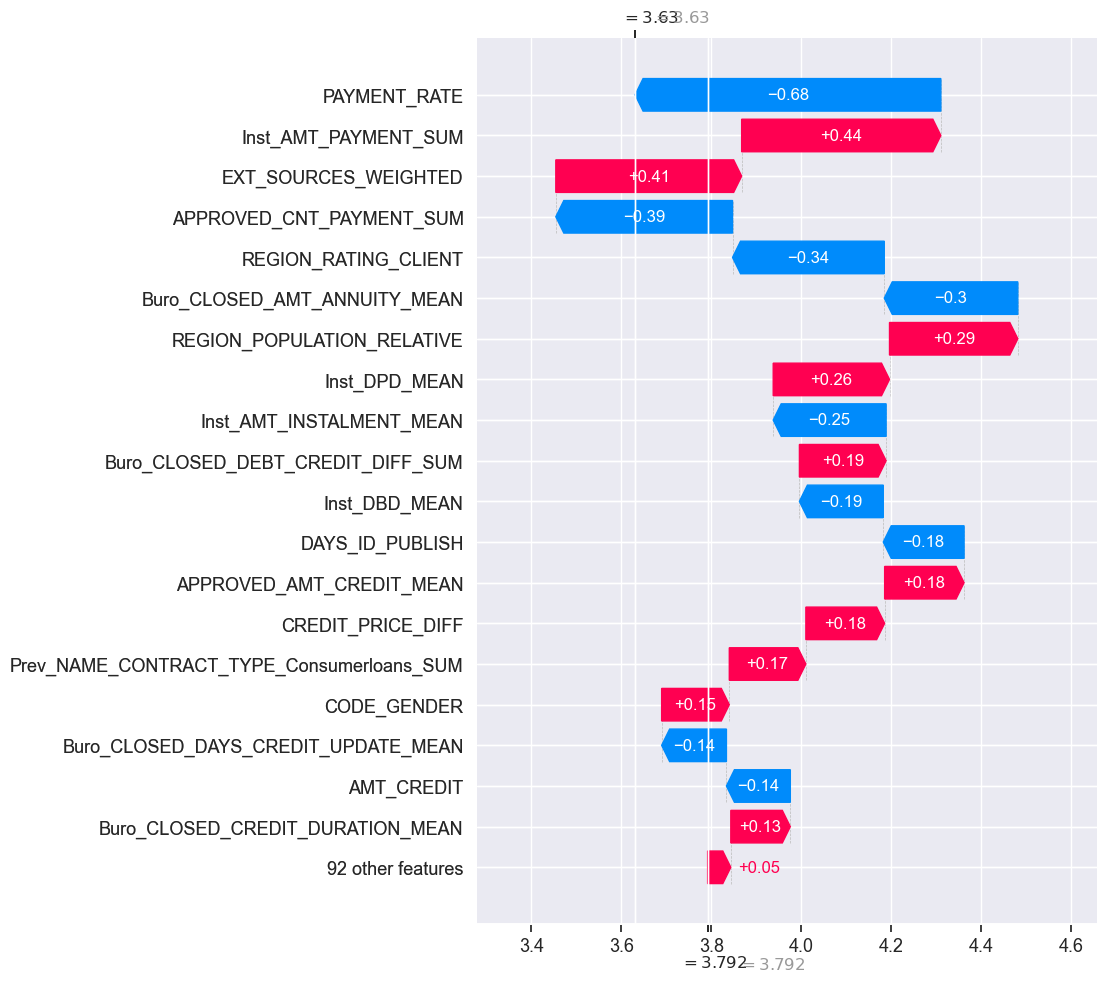 = 3.63 = 3.63
PAYMENT_RATE −0.68
Inst_AMT_PAYMENT_SUM +0.44
EXT_SOURCES_WEIGHTED +0.41
APPROVED_CNT_PAYMENT_SUM −0.39
REGION_RATING_CLIENT −0.34
Buro_CLOSED_AMT_ANNUITY_MEAN −0.3
REGION_POPULATION_RELATIVE +0.29
Inst_DPD_MEAN +0.26
Inst_AMT_INSTALMENT_MEAN −0.25
Buro_CLOSED_DEBT_CREDIT_DIFF_SUM +0.19
Inst_DBD_MEAN −0.19
DAYS_ID_PUBLISH −0.18
APPROVED_AMT_CREDIT_MEAN +0.18
CREDIT_PRICE_DIFF +0.18
Prev_NAME_CONTRACT_TYPE_Consumerloans_SUM +0.17
CODE_GENDER +0.15
Buro_CLOSED_DAYS_CREDIT_UPDATE_MEAN −0.14
AMT_CREDIT −0.14
Buro_CLOSED_CREDIT_DURATION_MEAN +0.13
92 other features +0.05
3.4 3.6 3.8 4.0 4.2 4.4 4.6
= 3.792 = 3.792